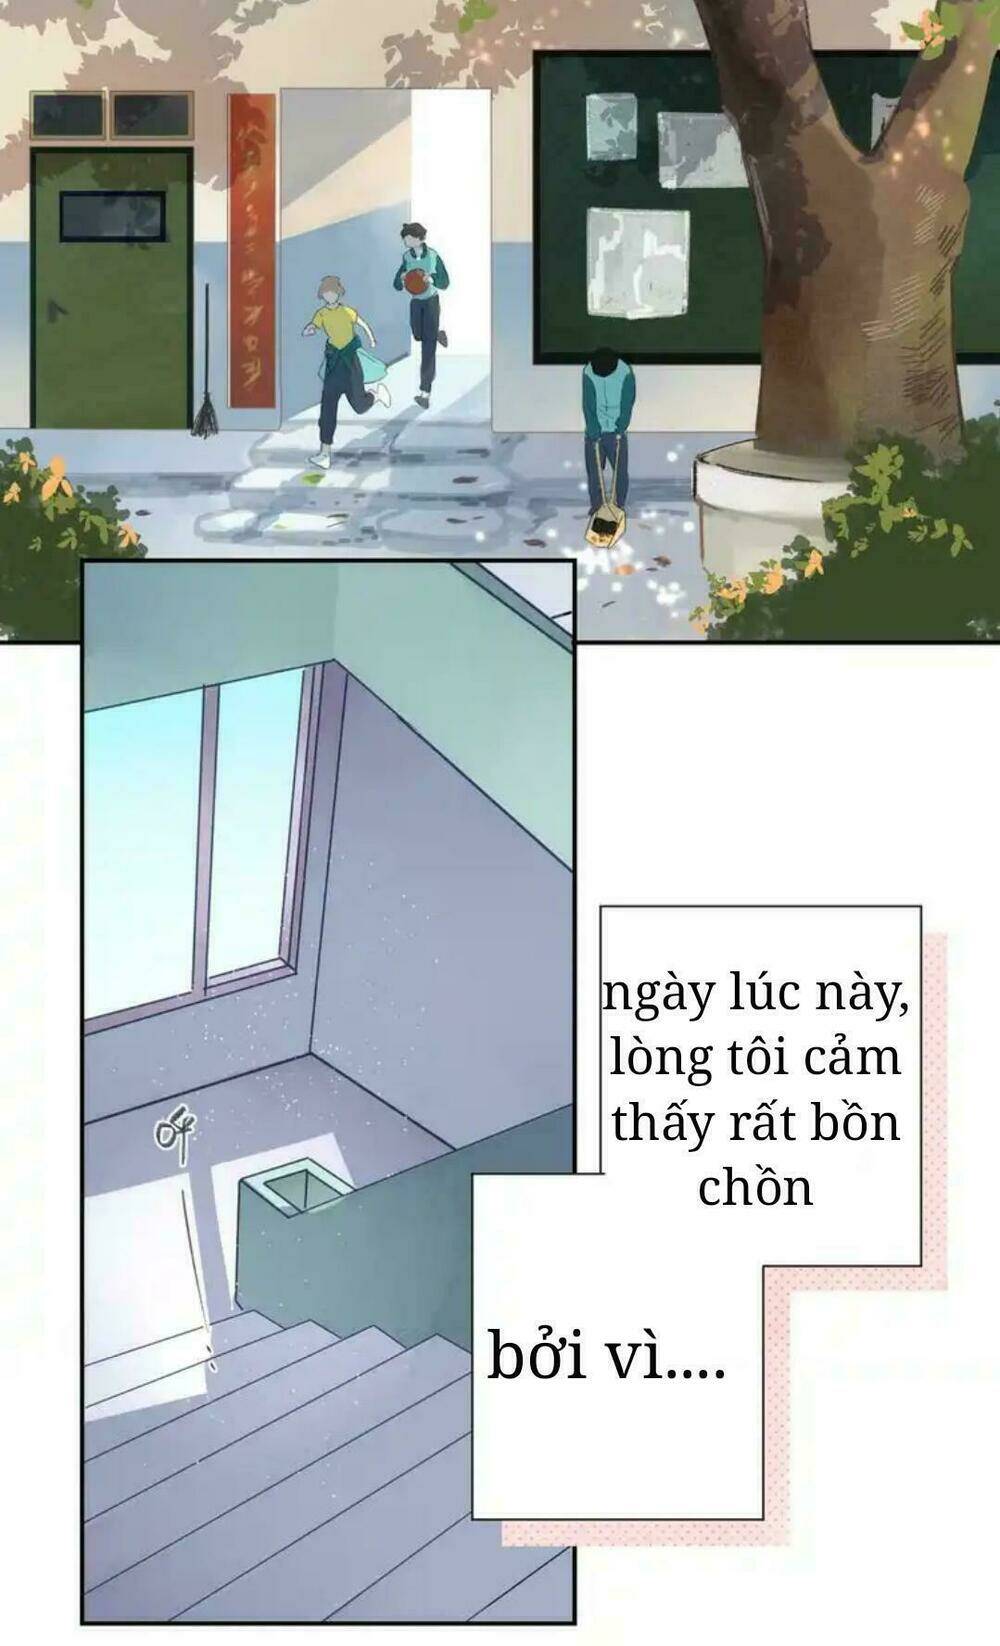 ngày lúc này,
lòng tôi cảm
thấy rất bồn
chồn
bởi vì....